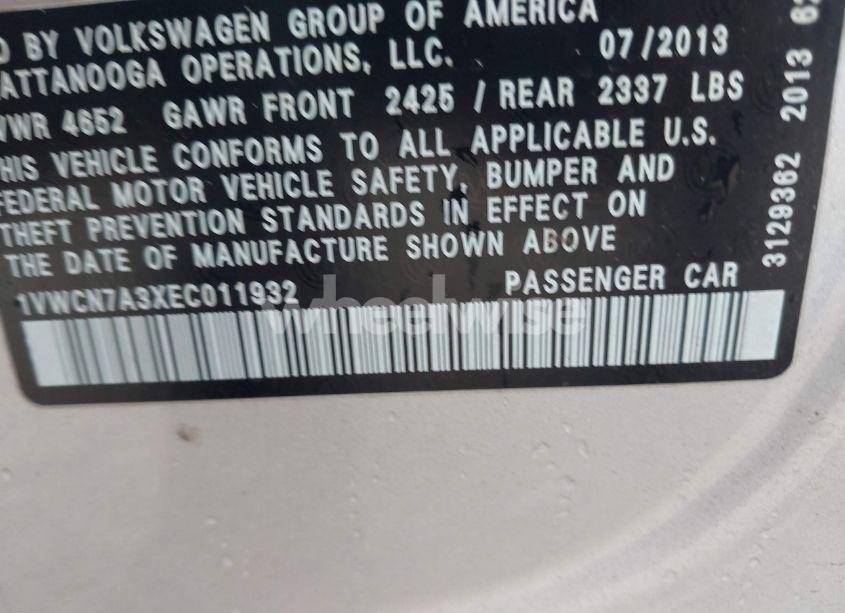 D BY VOLKSWAGEN GROUP OF AMERICA
ATTANOOGA OPERATIONS, LLC. 07/2013
VWR 4652 GAWR FRONT 2425 / REAR 2337 LBS
THIS VEHICLE CONFORMS TO ALL APPLICABLE U.S.
FEDERAL MOTOR VEHICLE SAFETY, BUMPER AND
THEFT PREVENTION STANDARDS IN EFFECT ON
THE DATE OF MANUFACTURE SHOWN ABOVE
1VWCN7A3XEC011932 PASSENGER CAR
3129362 2013
wheelwise